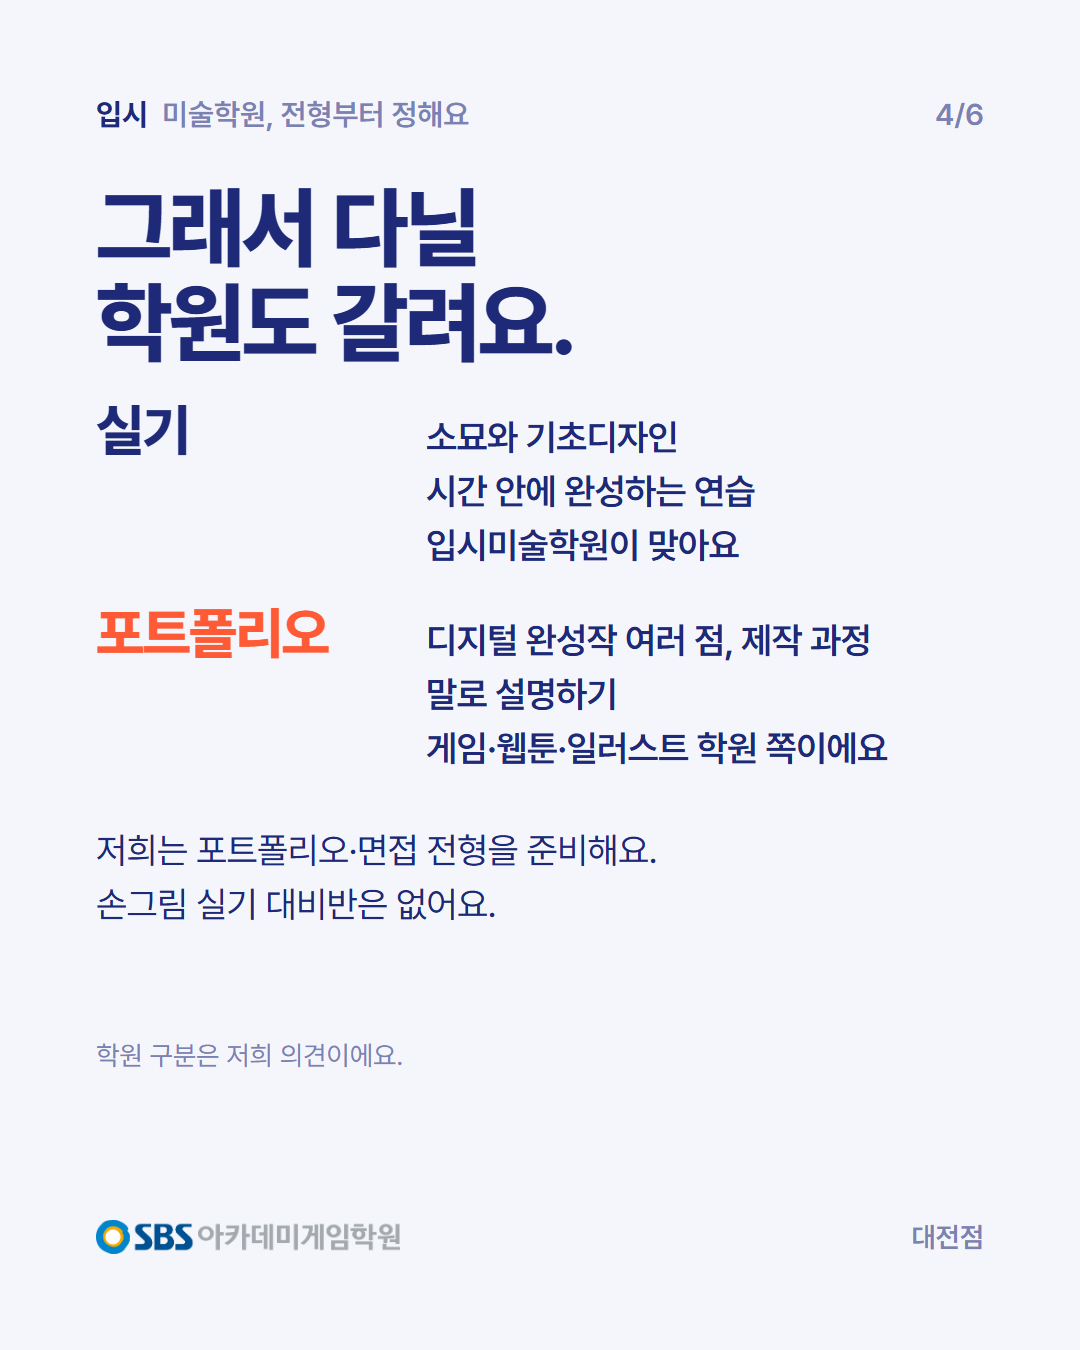 입시 미술학원, 전형부터 정해요
4/6
그래서 다닐
학원도 갈려요.
실기
소묘와 기초디자인
시간 안에 완성하는 연습
입시미술학원이 맞아요
포트폴리오
디지털 완성작 여러 점, 제작 과정
말로 설명하기
게임·웹툰·일러스트 학원 쪽이에요
저희는 포트폴리오·면접 전형을 준비해요.
손그림 실기 대비반은 없어요.
학원 구분은 저희 의견이에요.
SBS 아카데미게임학원
대전점